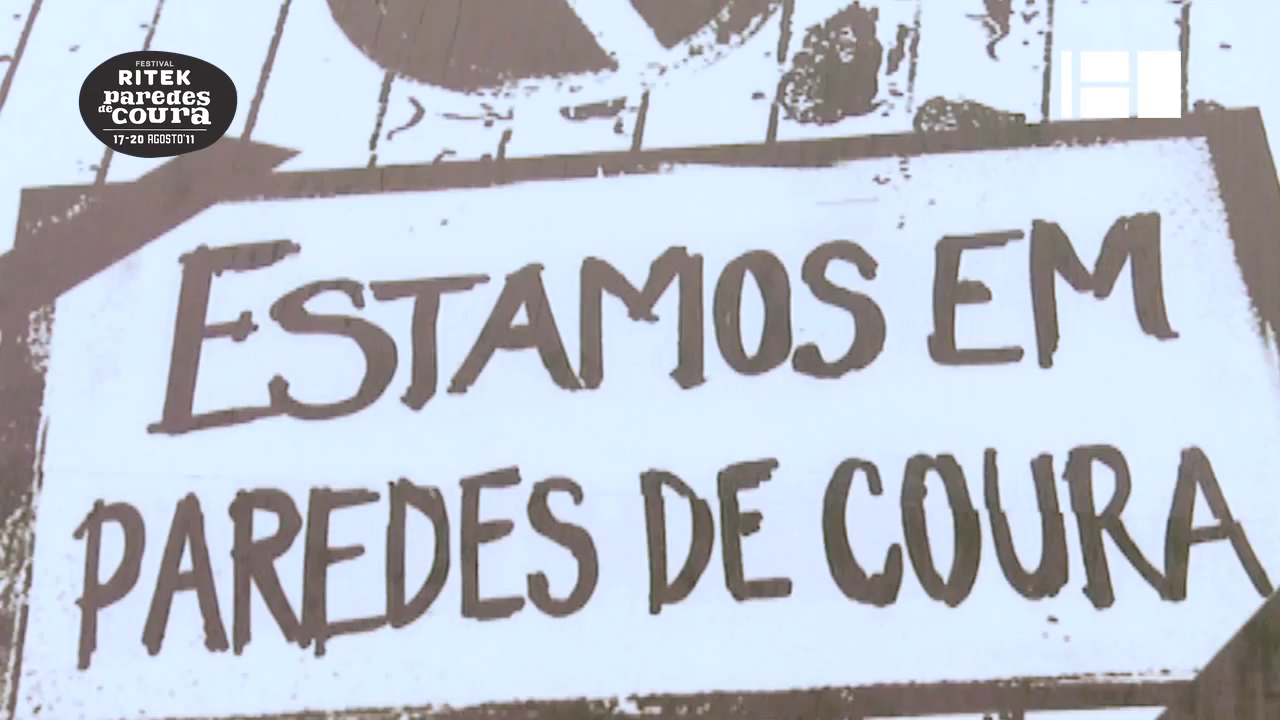 FESTIVAL
RITEK
paredes
de coura
17-20 AGOSTO'11
ESTAMOS EM
PAREDES DE COURA